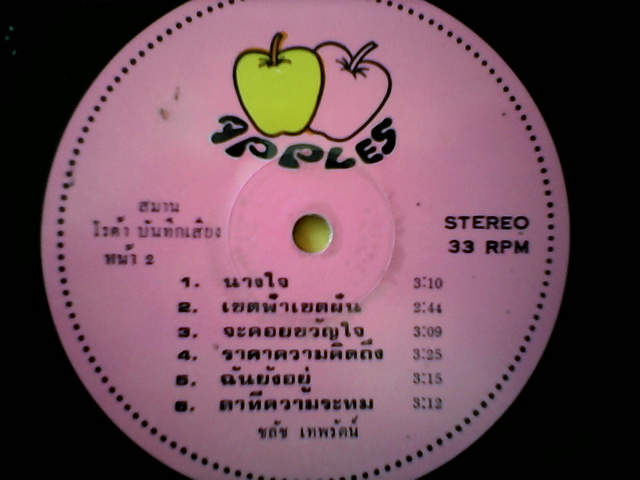 APPLES
สมาน
โรต้า บันทึกเสียง
หน้า 2
STEREO
33 RPM
1. นางใจ 3:10
2. เขตฟ้าเขตฝัน 2:44
3. จะคอยขวัญใจ 3:09
4. ราคาความคิดถึง 3:25
5. ฉันยังอยู่ 3:15
6. ความระทม 3:12
ชลัช เทพรัตน์